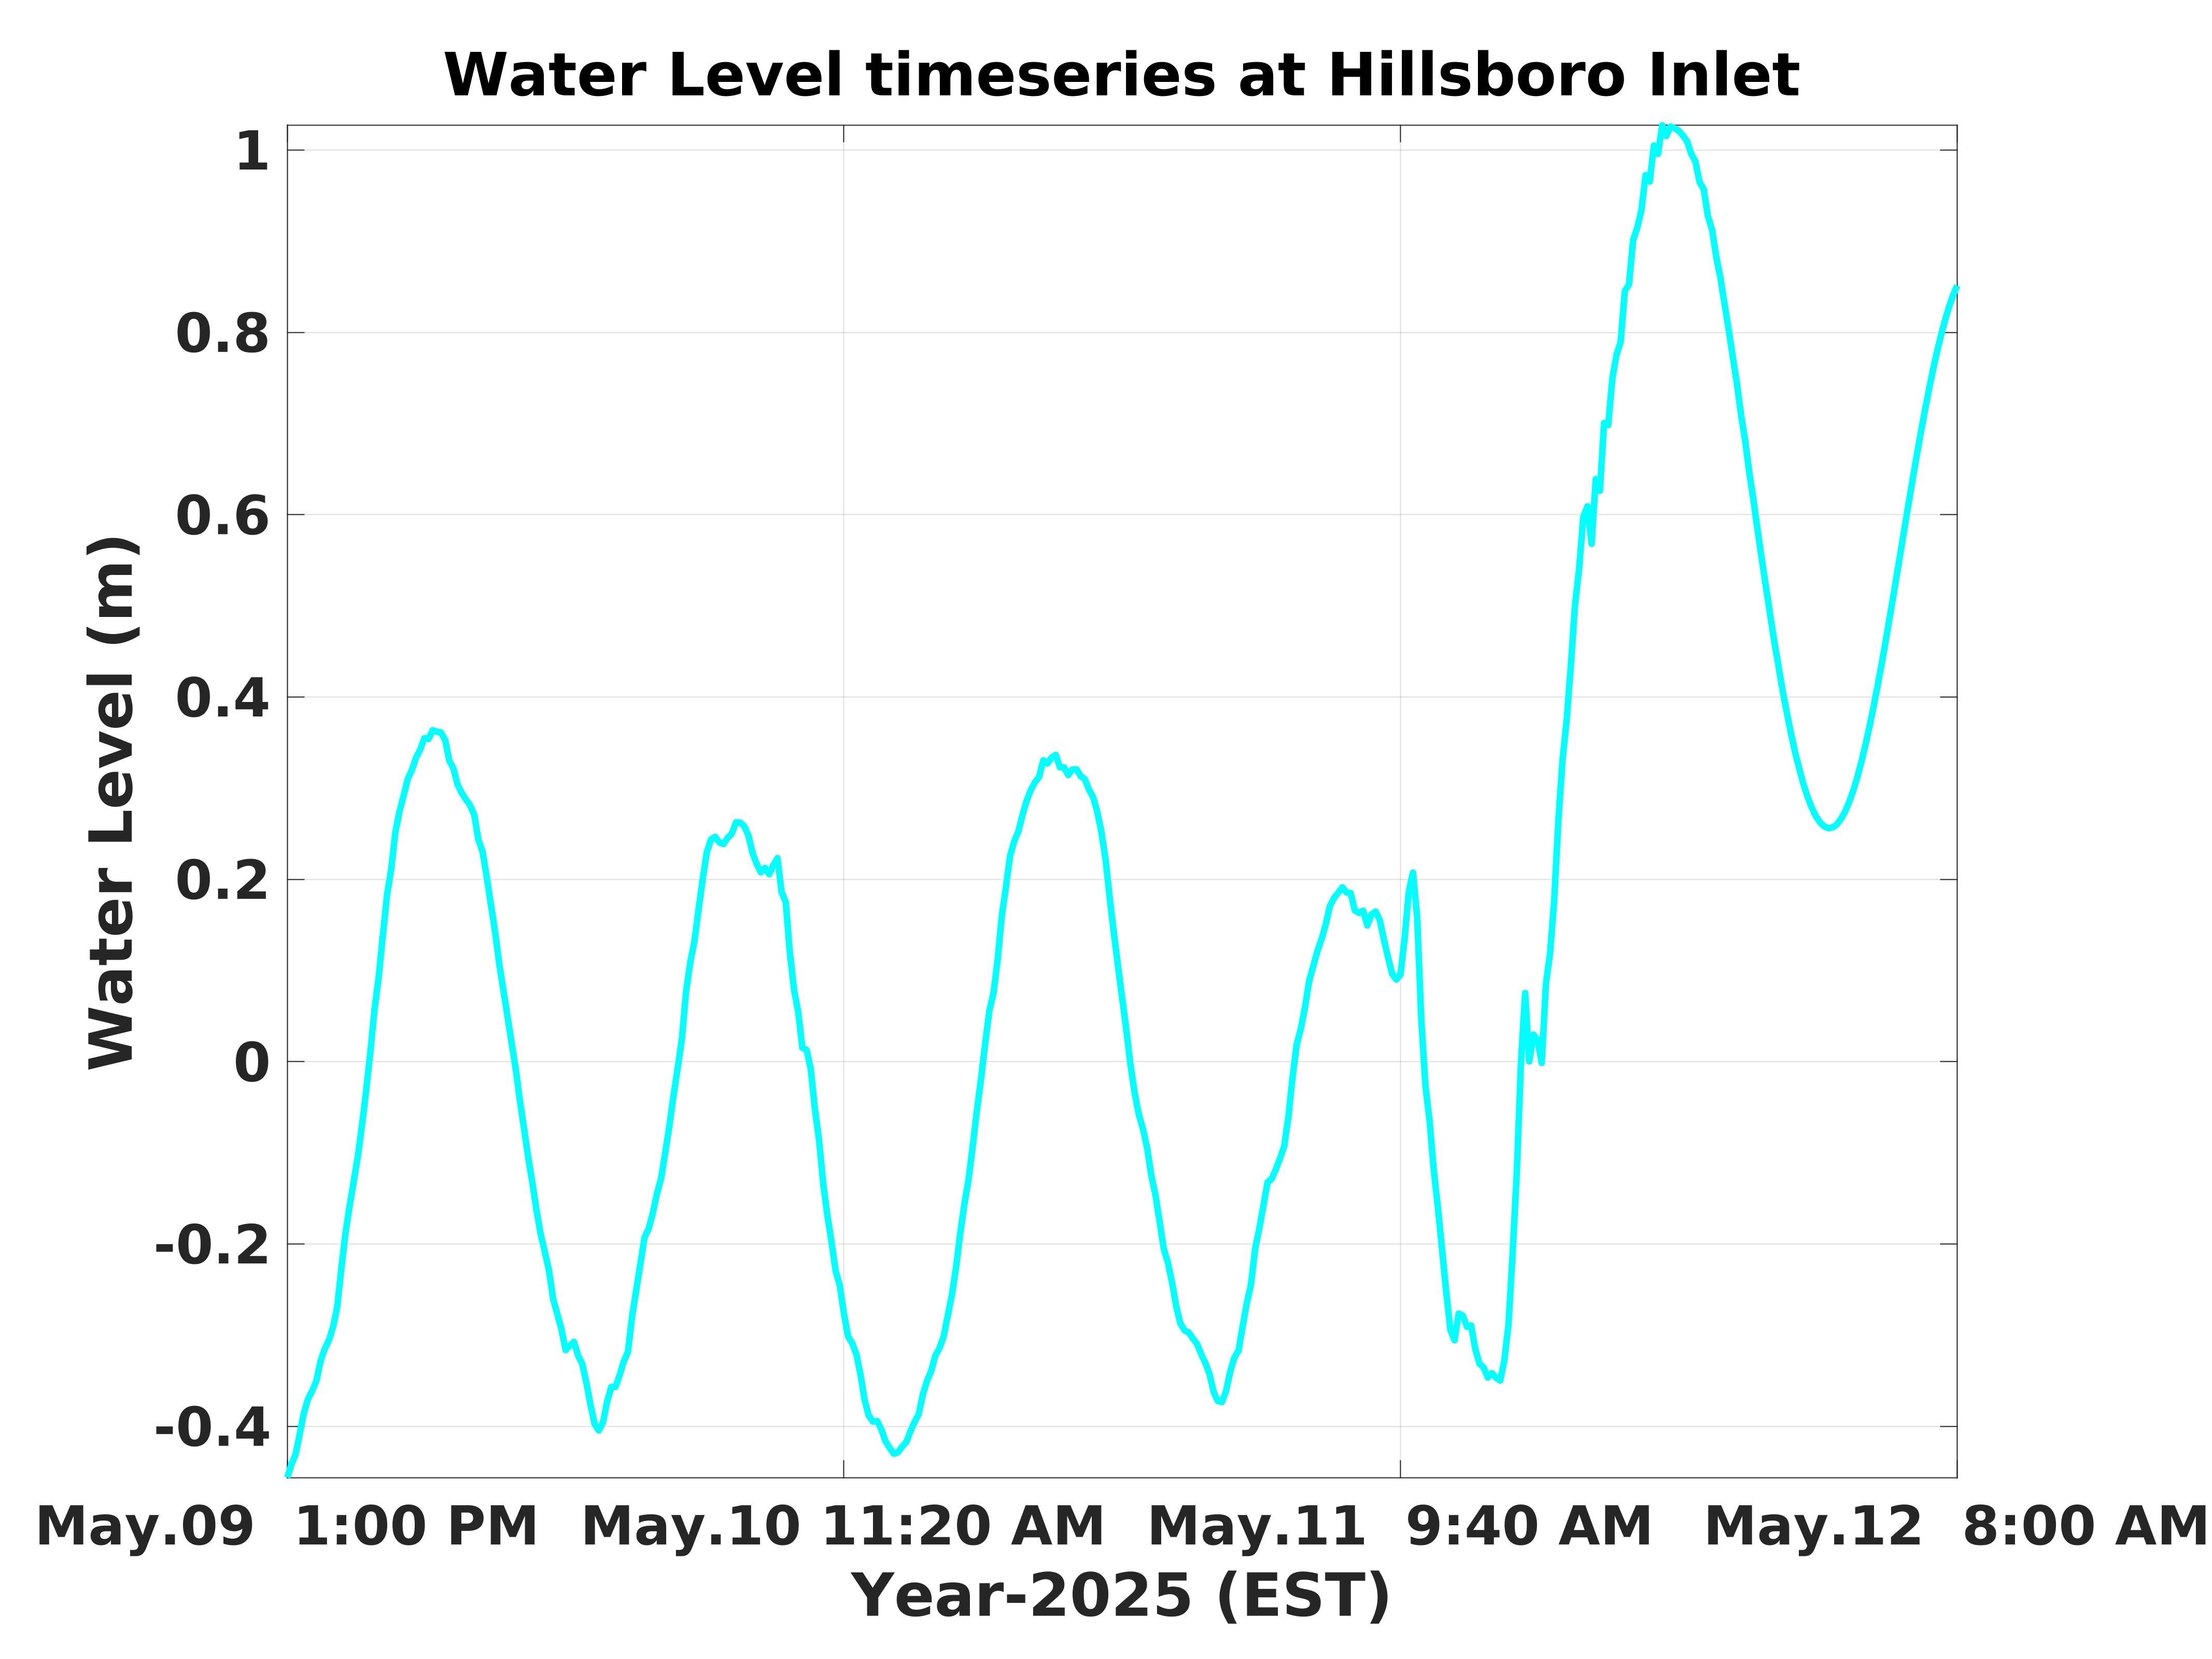 Water Level timeseries at Hillsboro Inlet
1
0.8
0.6
0.4
0.2
0
-0.2
-0.4
Water Level (m)
May.09 1:00 PM May.10 11:20 AM May.11 9:40 AM May.12 8:00 AM
Year-2025 (EST)